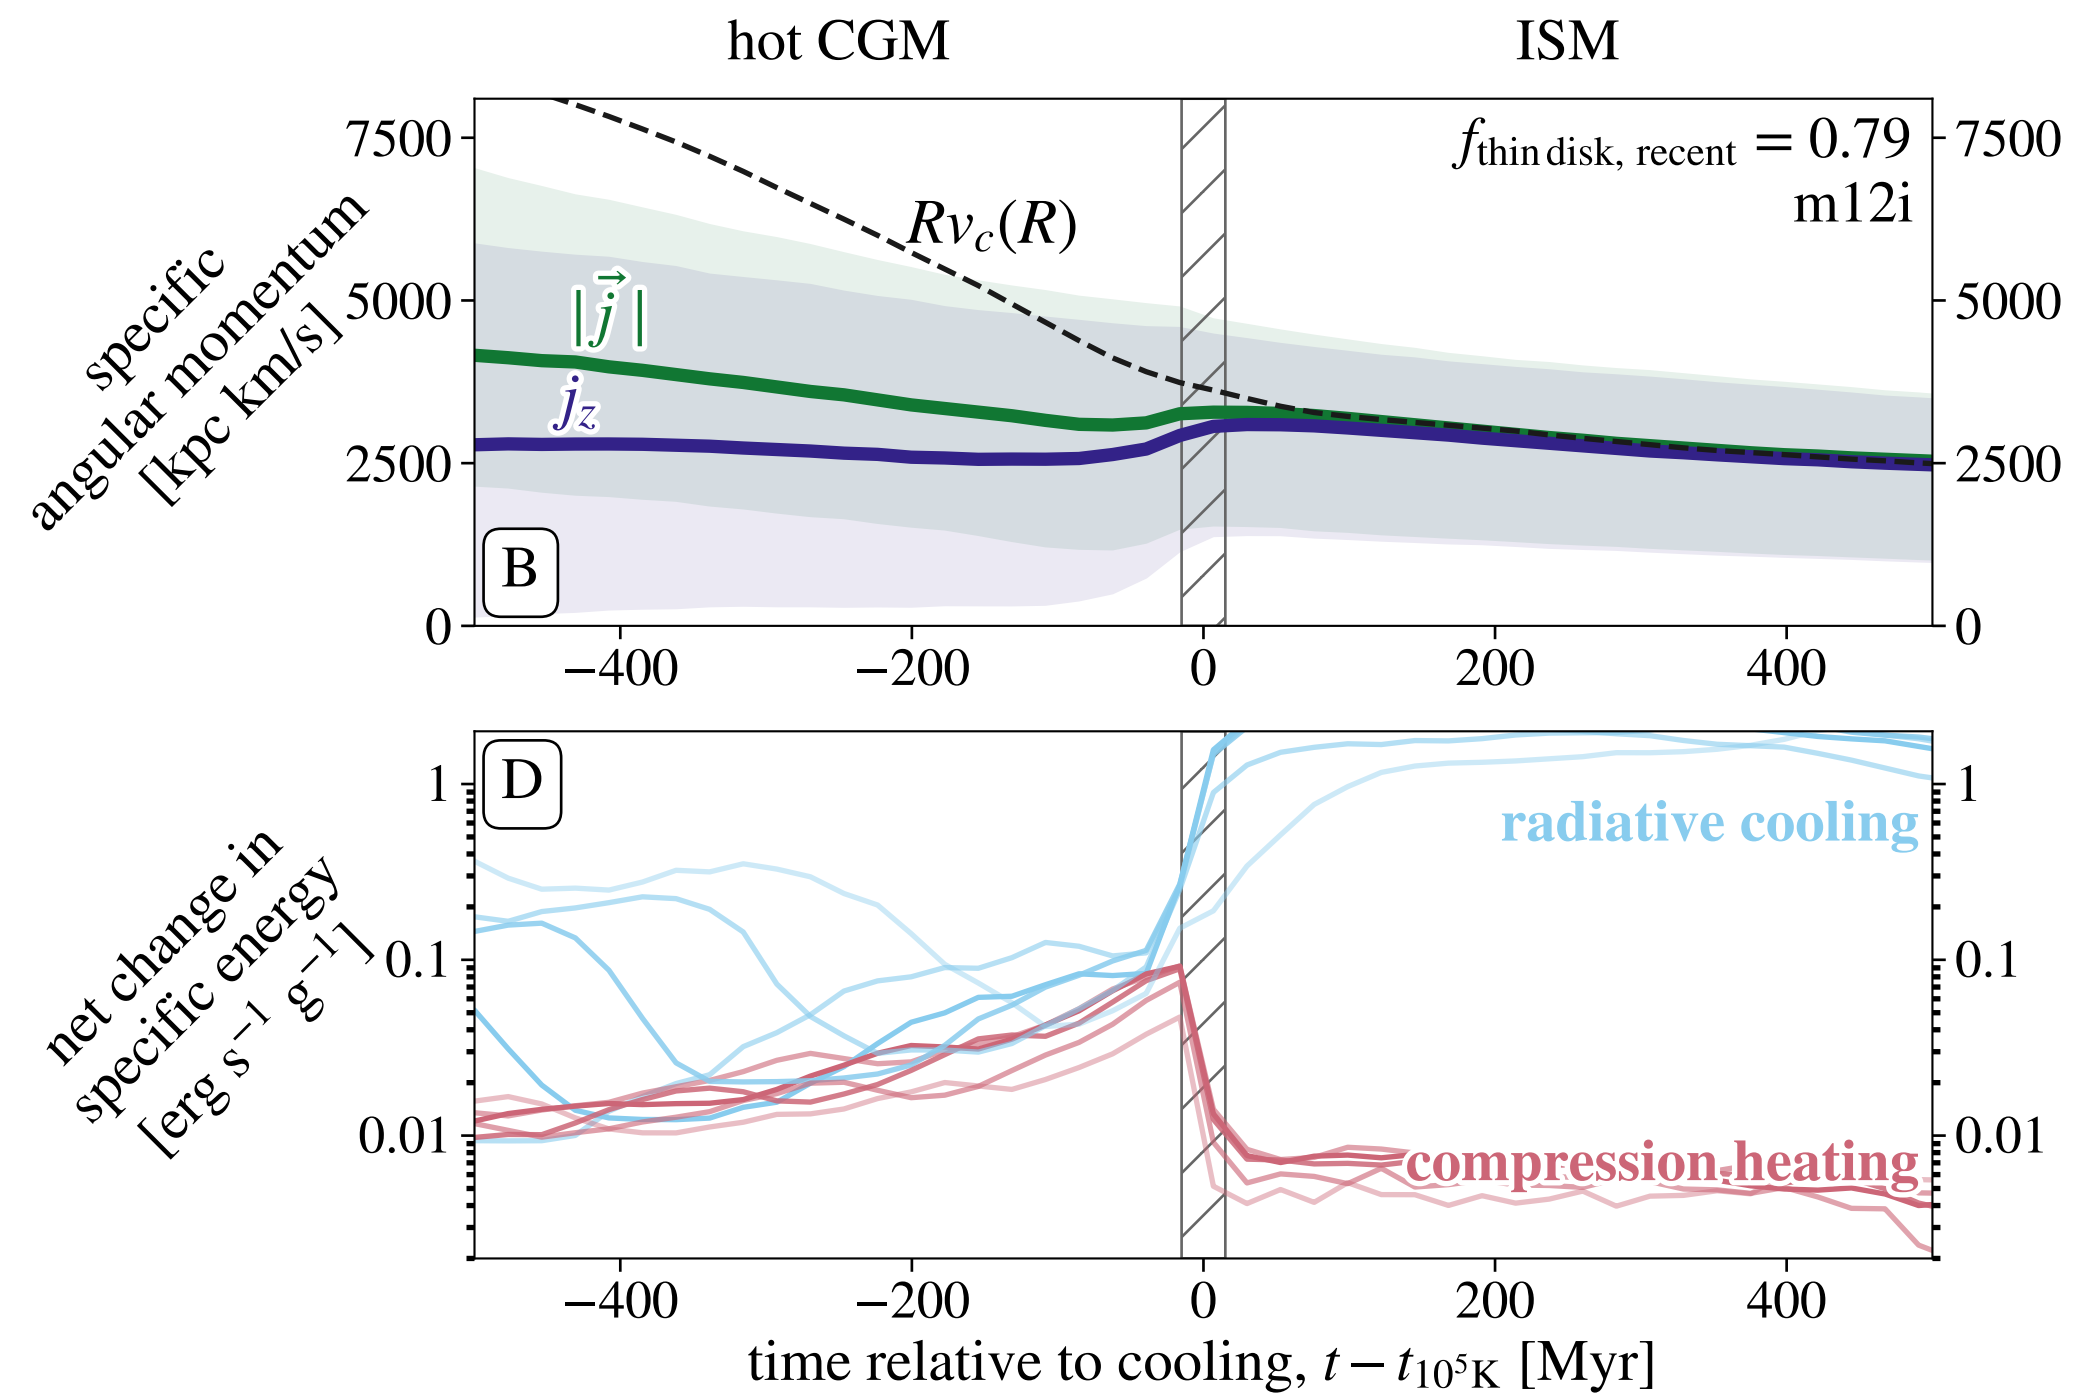 hot CGM
ISM
specific
angular momentum
[kpc km/s]
7500
5000
2500
0
f_thin disk, recent = 0.79
m12i
Rv_c(R)
|j⃗|
j_z
B
7500
5000
2500
0
−400
−200
0
200
400
net change in
specific energy
[erg s⁻¹ g⁻¹]
1
0.1
0.01
D
radiative cooling
compression heating
1
0.1
0.01
−400
−200
0
200
400
time relative to cooling, t − t_10⁵K [Myr]